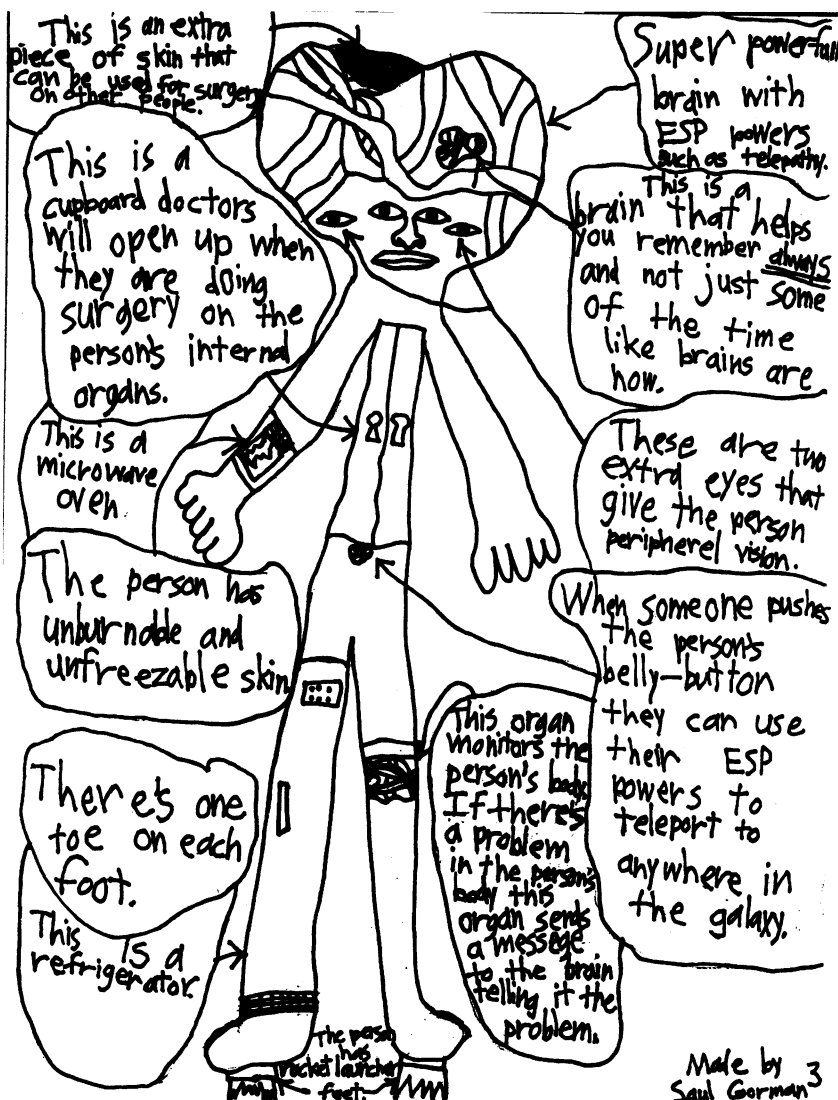 This is an extra
piece of skin that
can be used for surgery
on other people.
This is a
cupboard doctors
will open up when
they are doing
surgery on the
person's internal
organs.
This is a
microwave
oven.
The person has
unburnable and
unfreezable skin
There's one
toe on each
foot.
This is a
refrigerator.
Super powerfull
brain with
ESP powers
such as telepathy.
This is a
brain that helps
you remember always
and not just some
of the time
like brains are
now.
These are two
extra eyes that
give the person
peripherel vision.
When someone pushes
the person's
belly-button
they can use
their ESP
powers to
teleport to
anywhere in
the galaxy.
This organ
monitors the
person's body
If there's
a problem
in the person's
body this
organ sends
a messege
to the brain
telling it the
problem.
The person
has
rocket launcher
feet.
Made by
Saul Gorman
3